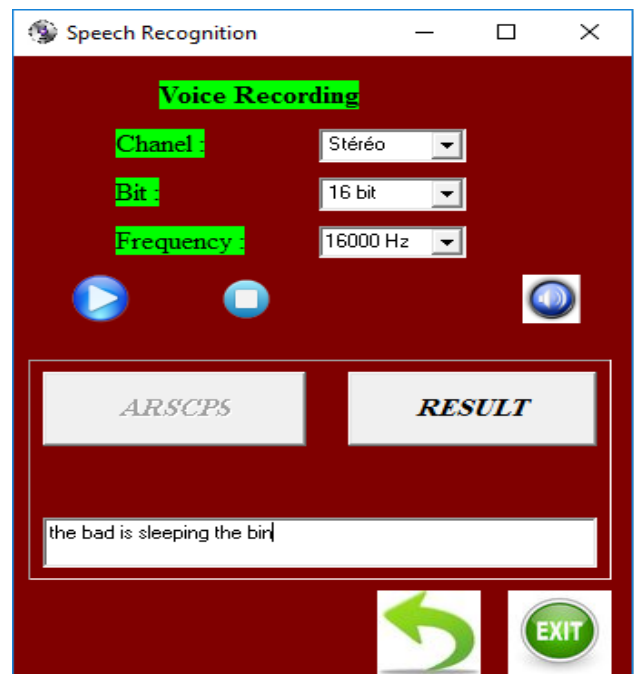 Speech Recognition
Voice Recording
Chanel : Stéréo
Bit : 16 bit
Frequency : 16000 Hz
ARSCPS RESULT
the bad is sleeping the bin
EXIT